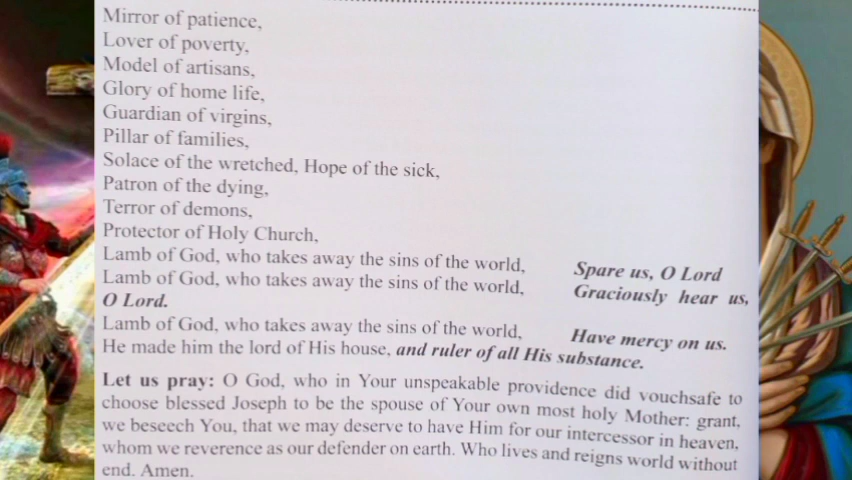 Mirror of patience,
Lover of poverty,
Model of artisans,
Glory of home life,
Guardian of virgins,
Pillar of families,
Solace of the wretched, Hope of the sick,
Patron of the dying,
Terror of demons,
Protector of Holy Church,
Lamb of God, who takes away the sins of the world, Spare us, O Lord
Lamb of God, who takes away the sins of the world, Graciously hear us,
O Lord.
Lamb of God, who takes away the sins of the world, Have mercy on us.
He made him the lord of His house, and ruler of all His substance.
Let us pray: O God, who in Your unspeakable providence did vouchsafe to
choose blessed Joseph to be the spouse of Your own most holy Mother: grant,
we beseech You, that we may deserve to have Him for our intercessor in heaven,
whom we reverence as our defender on earth. Who lives and reigns world without
end. Amen.